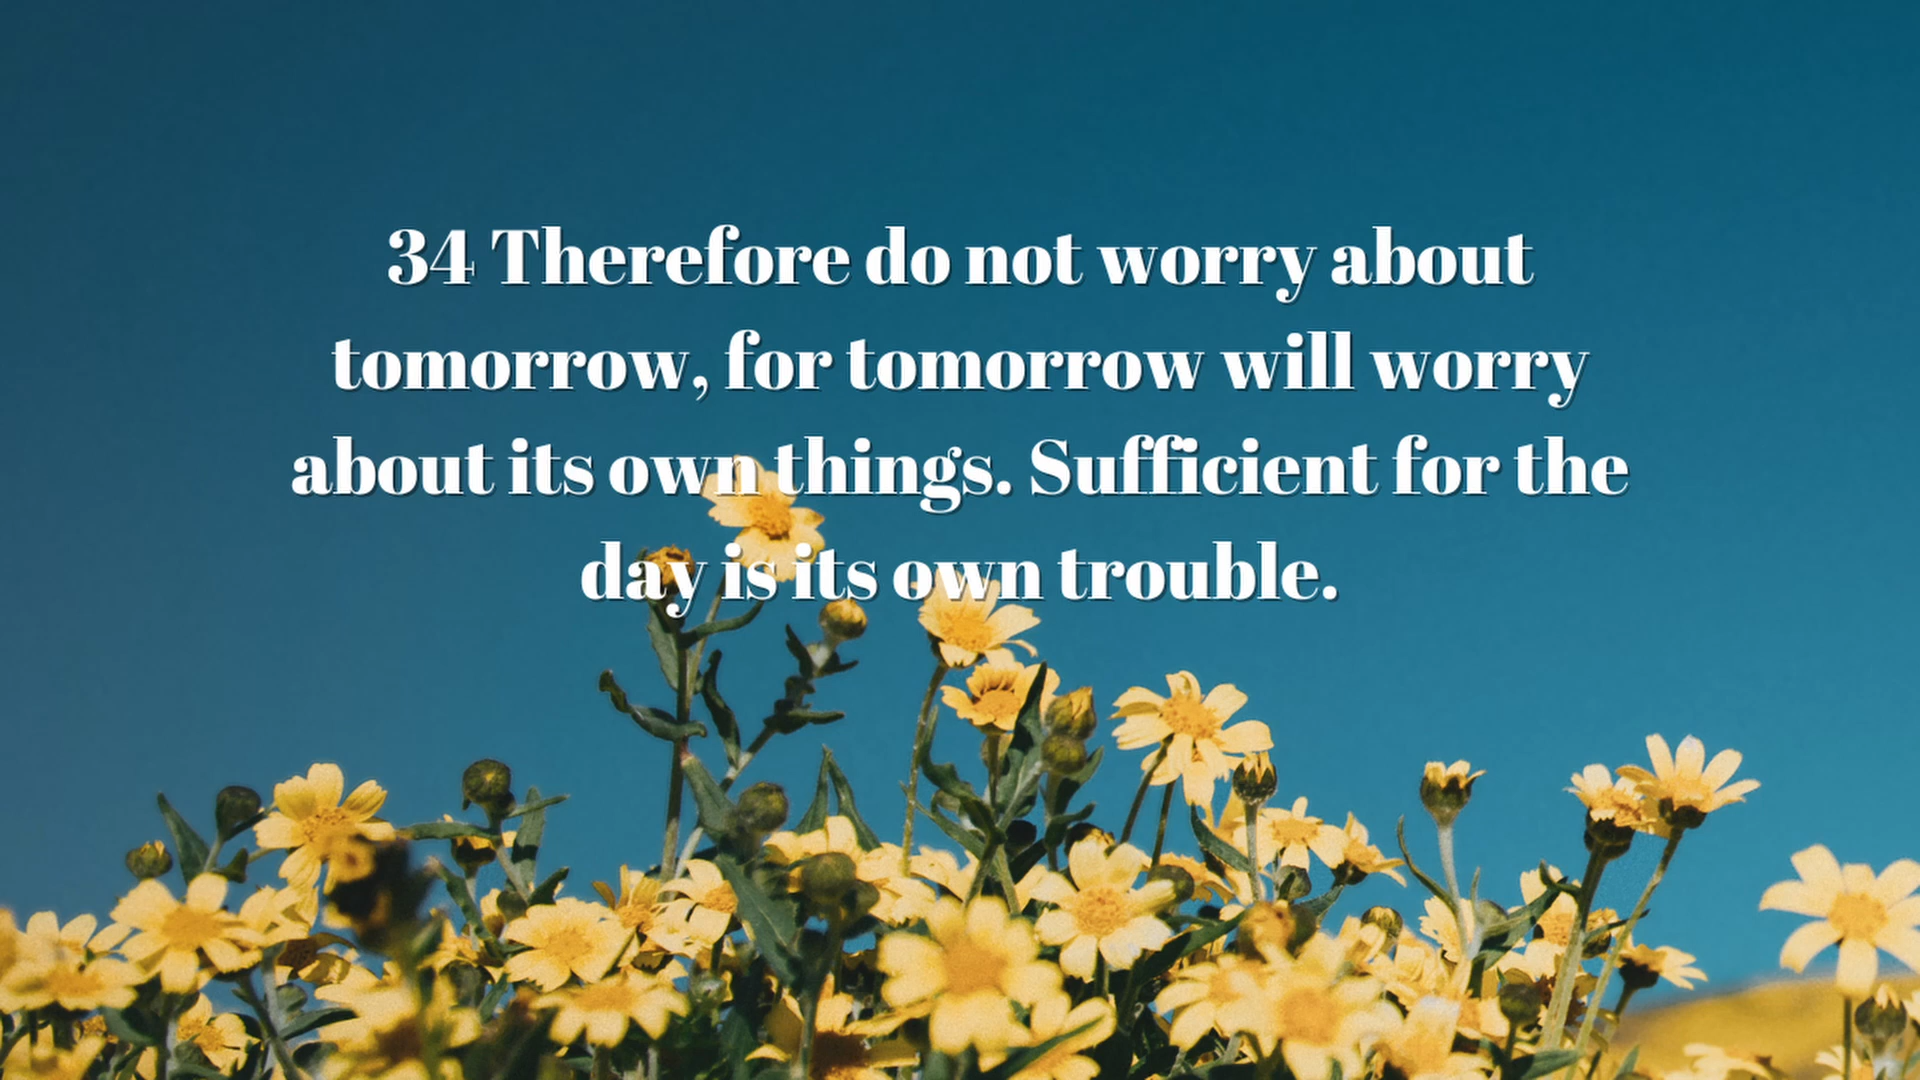 34 Therefore do not worry about
tomorrow, for tomorrow will worry
about its own things. Sufficient for the
day is its own trouble.